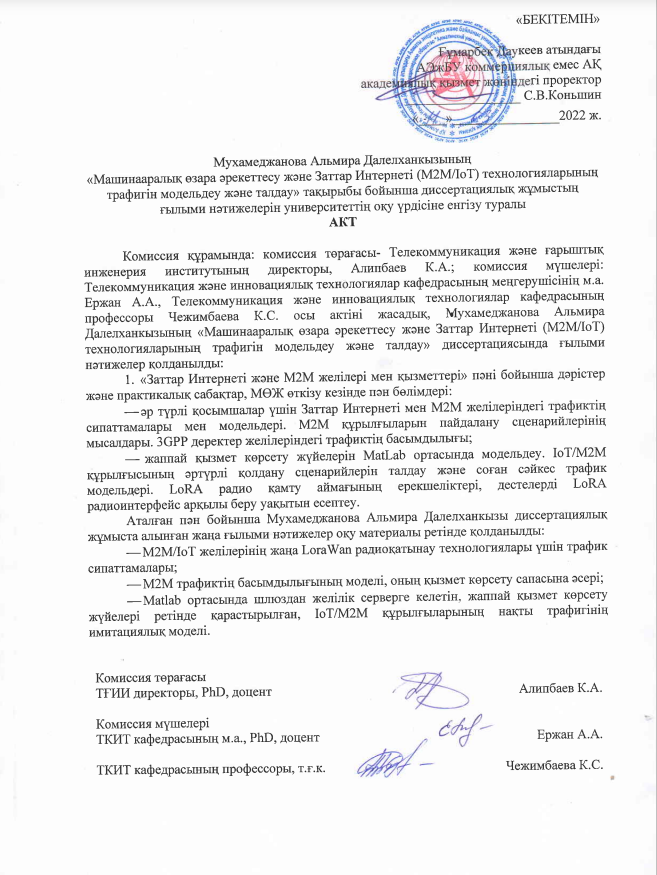 «БЕКІТЕМІН»
Ғұмарбек Даукеев атындағы
АЭжБУ коммерциялық емес АҚ
академиялық қызмет жөніндегі проректор
С.В.Коньшин
«____» ____________2022 ж.
Мухамеджанова Альмира Далелханкызының
«Машинааралық өзара әрекеттесу және Заттар Интернеті (M2M/IoT) технологияларының
трафигін модельдеу және талдау» тақырыбы бойынша диссертациялық жұмыстың
ғылыми нәтижелерін университеттің оқу үрдісіне енгізу туралы
АКТ
Комиссия құрамында: комиссия төрағасы- Телекоммуникация және ғарыштық
инженерия институтының директоры, Алипбаев К.А.; комиссия мүшелері:
Телекоммуникация және инновациялық технологиялар кафедрасының меңгерушісінің м.а.
Ержан А.А., Телекоммуникация және инновациялық технологиялар кафедрасының
профессоры Чежимбаева К.С. осы актіні жасадық, Мухамеджанова Альмира
Далелханкызының «Машинааралық өзара әрекеттесу және Заттар Интернеті (M2M/IoT)
технологияларының трафигін модельдеу және талдау» диссертациясында ғылыми
нәтижелер қолданылды:
1. «Заттар Интернеті және M2M желілері мен қызметтері» пәні бойынша дәрістер
және практикалық сабақтар, МӨЖ өткізу кезінде пән бөлімдері:
—әр түрлі қосымшалар үшін Заттар Интернеті мен M2M желілеріндегі трафиктің
сипаттамалары мен модельдері. M2M құрылғыларын пайдалану сценарийлерінің
мысалдары. 3GPP деректер желілеріндегі трафиктің басымдылығы;
— жаппай қызмет көрсету жүйелерін MatLab ортасында модельдеу. IoT/M2M
құрылғысының әртүрлі қолдану сценарийлерін талдау және соған сәйкес трафик
модельдері. LoRA радио қамту аймағының ерекшеліктері, дестелерді LoRA
радиоинтерфейс арқылы беру уақытын есептеу.
Аталған пән бойынша Мухамеджанова Альмира Далелханкызы диссертациялық
жұмыста алынған жаңа ғылыми нәтижелер оқу материалы ретінде қолданылды:
—M2M/IoT желілерінің жаңа LoraWan радиоқатынау технологиялары үшін трафик
сипаттамалары;
—M2M трафиктің басымдылығының моделі, оның қызмет көрсету сапасына әсері;
—Matlab ортасында шлюздан желілік серверге келетін, жаппай қызмет көрсету
жүйелері ретінде қарастырылған, IoT/M2M құрылғыларының нақты трафигінің
имитациялық моделі.
Комиссия төрағасы
ТҒИИ директоры, PhD, доцент Алипбаев К.А.
Комиссия мүшелері
ТКИТ кафедрасының м.а., PhD, доцент Ержан А.А.
ТКИТ кафедрасының профессоры, т.ғ.к. Чежимбаева К.С.